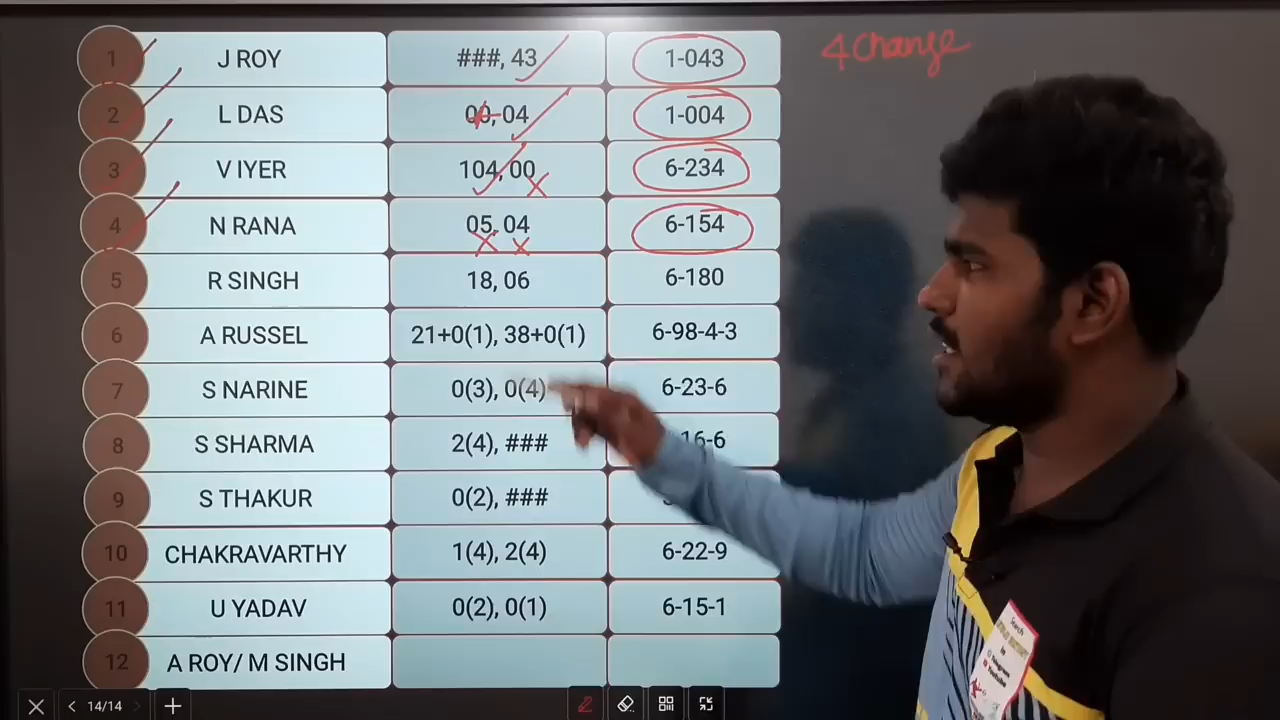 4 change
1 J ROY ###, 43 1-043
2 L DAS 00, 04 1-004
3 V IYER 104, 00 6-234
4 N RANA 05, 04 6-154
5 R SINGH 18, 06 6-180
6 A RUSSEL 21+0(1), 38+0(1) 6-98-4-3
7 S NARINE 0(3), 0(4) 6-23-6
8 S SHARMA 2(4), ### 16-6
9 S THAKUR 0(2), ###
10 CHAKRAVARTHY 1(4), 2(4) 6-22-9
11 U YADAV 0(2), 0(1) 6-15-1
12 A ROY/ M SINGH
14/14
Search
in
Telegram
Youtube